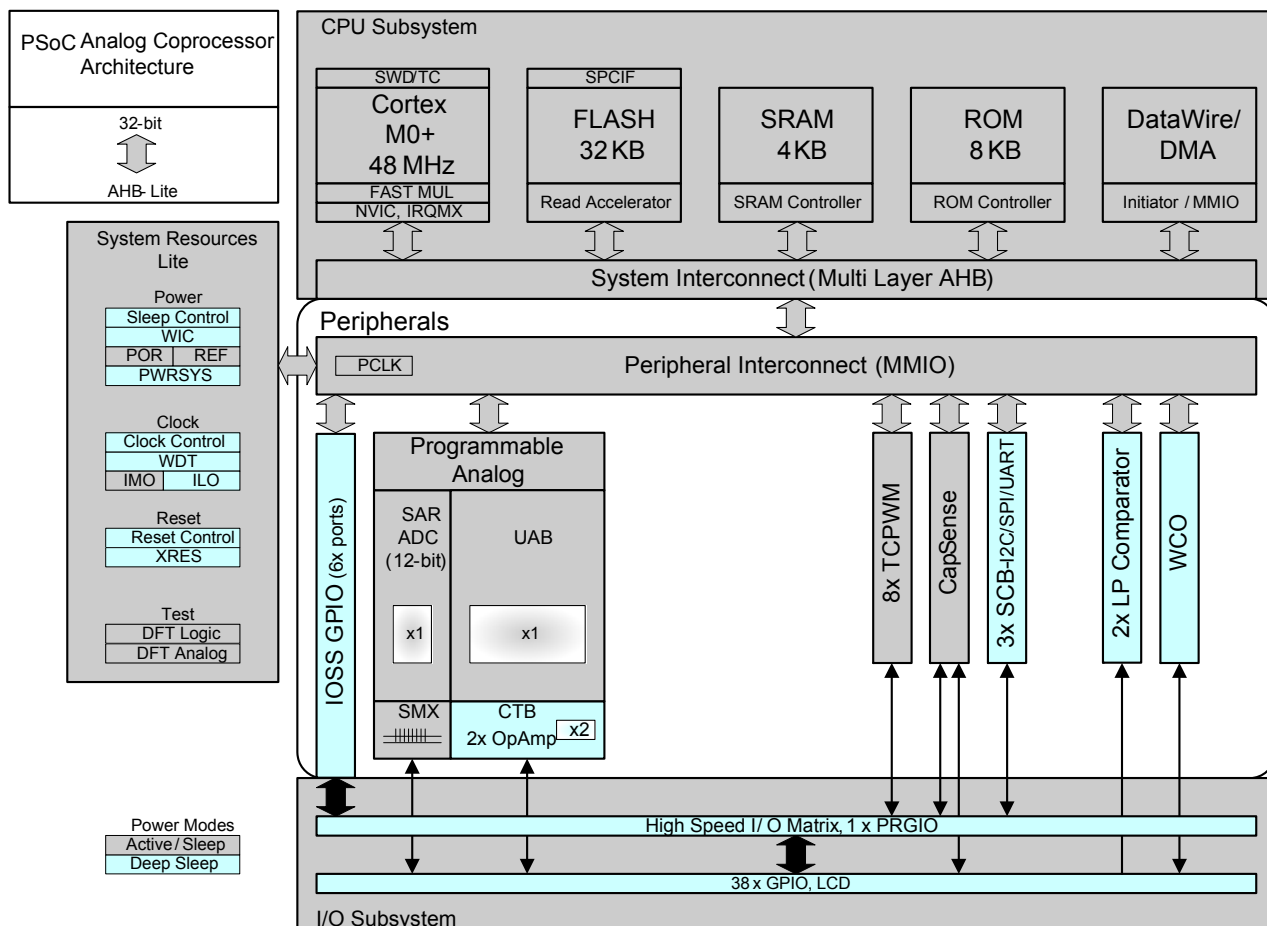 PSoC Analog Coprocessor
Architecture
32-bit
AHB-Lite
CPU Subsystem
SWD/TC
Cortex
M0+
48 MHz
FAST MUL
NVIC, IRQMX
SPCIF
FLASH
32 KB
Read Accelerator
SRAM
4 KB
SRAM Controller
ROM
8 KB
ROM Controller
DataWire/
DMA
Initiator / MMIO
System Interconnect (Multi Layer AHB)
System Resources
Lite
Power
Sleep Control
WIC
POR
REF
PWRSYS
Clock
Clock Control
WDT
IMO
ILO
Reset
Reset Control
XRES
Test
DFT Logic
DFT Analog
Peripherals
PCLK
Peripheral Interconnect (MMIO)
IOSS GPIO (6x ports)
Programmable
Analog
SAR
ADC
(12-bit)
x1
UAB
x1
SMX
CTB
2x OpAmp
x2
8x TCPWM
CapSense
3x SCB-I2C/SPI/UART
2x LP Comparator
WCO
Power Modes
Active / Sleep
Deep Sleep
High Speed I/ O Matrix, 1 x PRGIO
38 x GPIO, LCD
I/O Subsystem